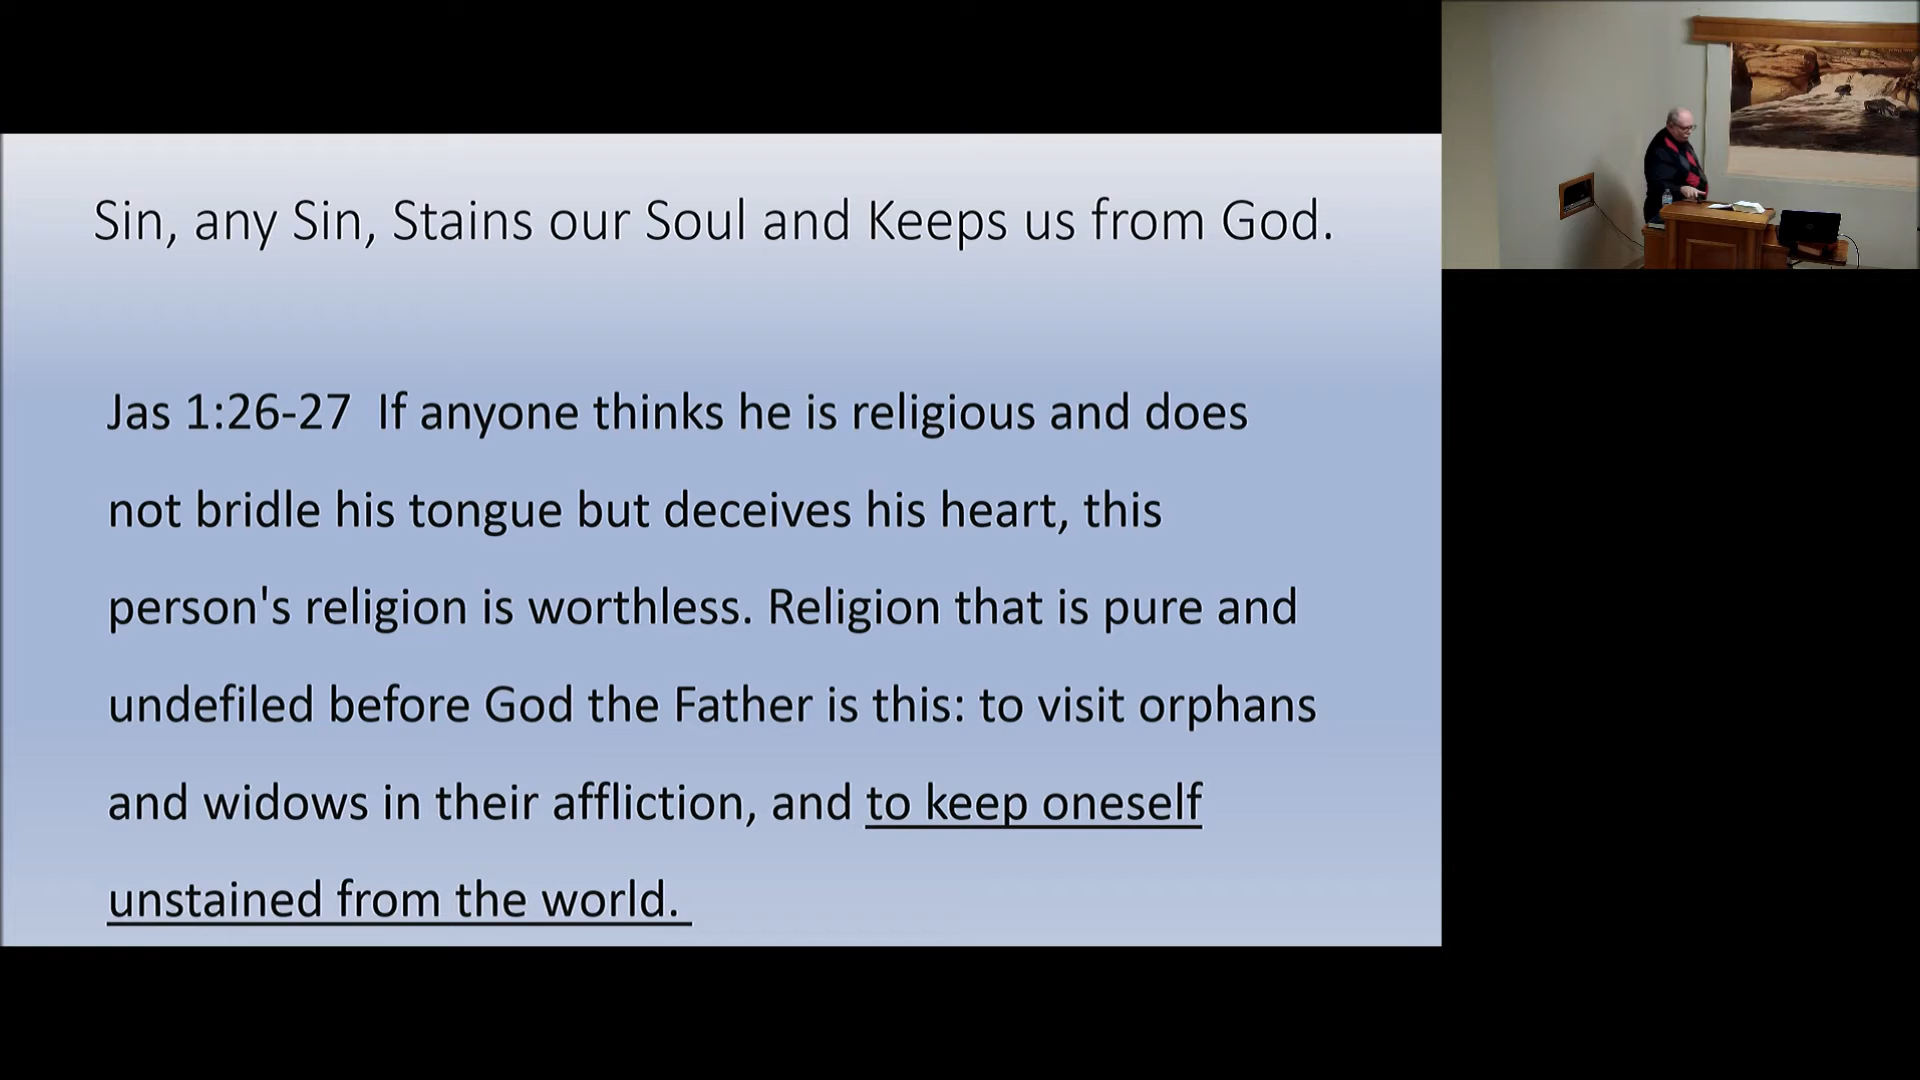 Sin, any Sin, Stains our Soul and Keeps us from God.
Jas 1:26-27  If anyone thinks he is religious and does
not bridle his tongue but deceives his heart, this
person's religion is worthless. Religion that is pure and
undefiled before God the Father is this: to visit orphans
and widows in their affliction, and to keep oneself
unstained from the world.